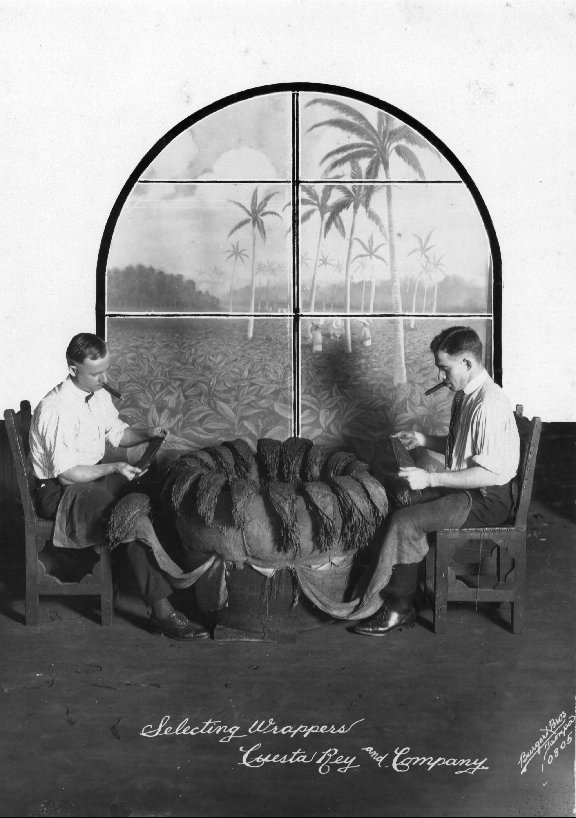 Selecting Wrappers
Cuesta Rey and Company
Burgert Bros
Tampa
10805